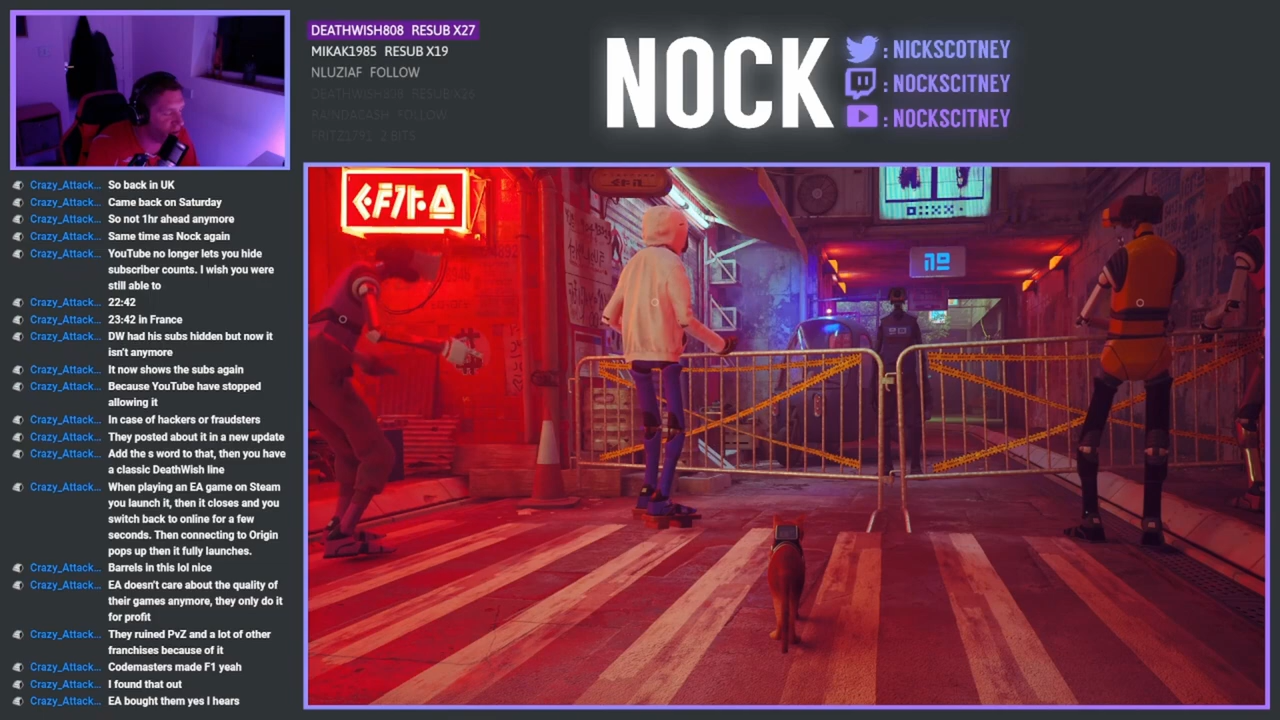 DEATHWISH808 RESUB X27
MIKAK1985 RESUB X19
NLUZIAF FOLLOW
DEATHWISH808 RESUB X26
RAINDACASH FOLLOW
FRITZ1791 2 BITS
NOCK
: NICKSCOTNEY
: NOCKSCITNEY
: NOCKSCITNEY
Crazy_Attack... So back in UK
Crazy_Attack... Came back on Saturday
Crazy_Attack... So not 1hr ahead anymore
Crazy_Attack... Same time as Nock again
Crazy_Attack... YouTube no longer lets you hide
subscriber counts. I wish you were
still able to
Crazy_Attack... 22:42
Crazy_Attack... 23:42 in France
Crazy_Attack... DW had his subs hidden but now it
isn't anymore
Crazy_Attack... It now shows the subs again
Crazy_Attack... Because YouTube have stopped
allowing it
Crazy_Attack... In case of hackers or fraudsters
Crazy_Attack... They posted about it in a new update
Crazy_Attack... Add the s word to that, then you have
a classic DeathWish line
Crazy_Attack... When playing an EA game on Steam
you launch it, then it closes and you
switch back to online for a few
seconds. Then connecting to Origin
pops up then it fully launches.
Crazy_Attack... Barrels in this lol nice
Crazy_Attack... EA doesn't care about the quality of
their games anymore, they only do it
for profit
Crazy_Attack... They ruined PvZ and a lot of other
franchises because of it
Crazy_Attack... Codemasters made F1 yeah
Crazy_Attack... I found that out
Crazy_Attack... EA bought them yes I hears